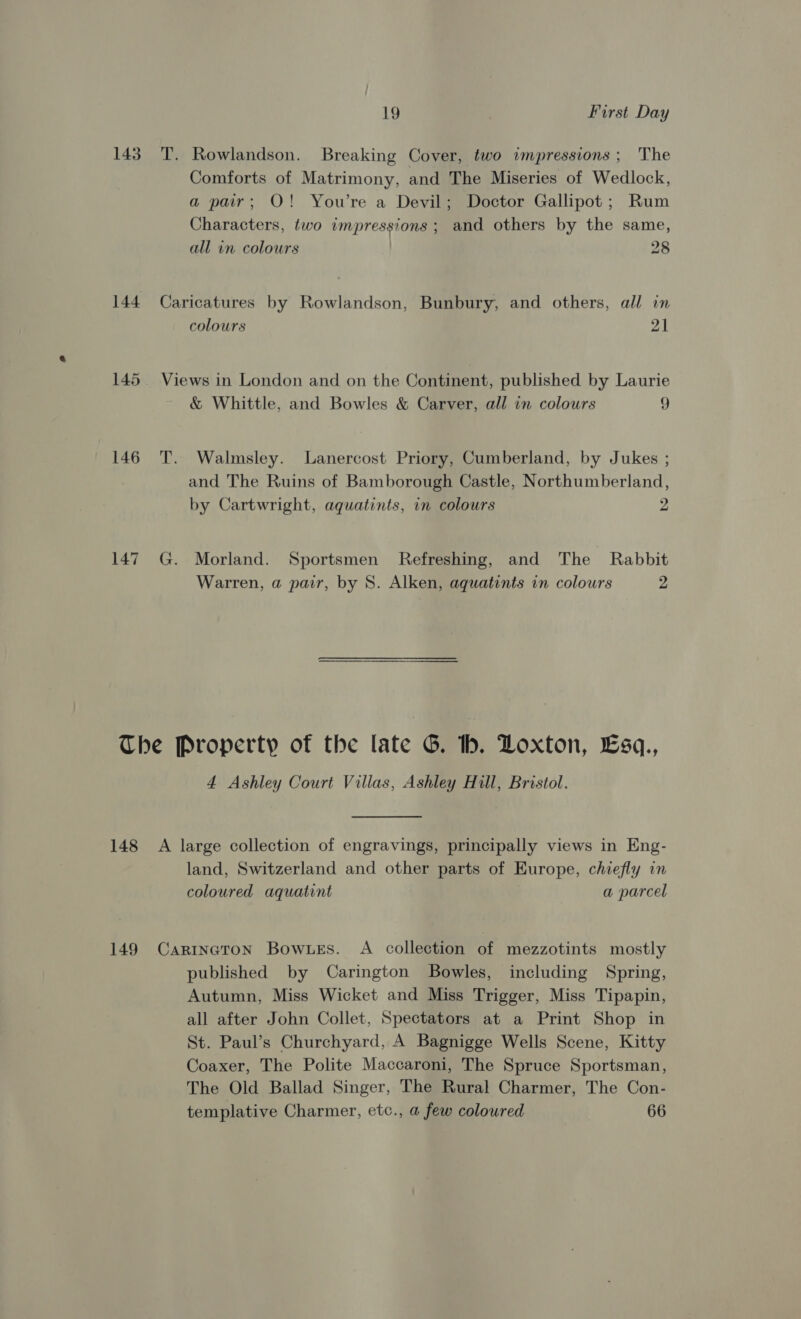 19 First Day
143 T. Rowlandson. Breaking Cover, two impressions; The
Comforts of Matrimony, and The Miseries of Wedlock,
a pair; O! You're a Devil; Doctor Gallipot; Rum
Characters, two impressions; and others by the same,
all in colours 28
144 Caricatures by Rowlandson, Bunbury, and others, all in
colours 21
145 Views in London and on the Continent, published by Laurie
& Whittle, and Bowles & Carver, all in colours 9
146 T. Walmsley. Lanercost Priory, Cumberland, by Jukes;
and The Ruins of Bamborough Castle, Northumberland,
by Cartwright, aquatints, in colours 2
147 G. Morland. Sportsmen Refreshing, and The Rabbit
Warren, a pair, by S. Alken, aquatints in colours 2
The Property of the late G. H. Loxton, Esq.,
4 Ashley Court Villas, Ashley Hill, Bristol.
148 A large collection of engravings, principally views in Eng-
land, Switzerland and other parts of Europe, chiefly in
coloured aquatint a parcel
149 CARINGTON BOWLES. A collection of mezzotints mostly
published by Carington Bowles, including Spring,
Autumn, Miss Wicket and Miss Trigger, Miss Tipapin,
all after John Collet, Spectators at a Print Shop in
St. Paul's Churchyard, A Bagnigge Wells Scene, Kitty
Coaxer, The Polite Maccaroni, The Spruce Sportsman,
The Old Ballad Singer, The Rural Charmer, The Con-
templative Charmer, etc., a few coloured 66